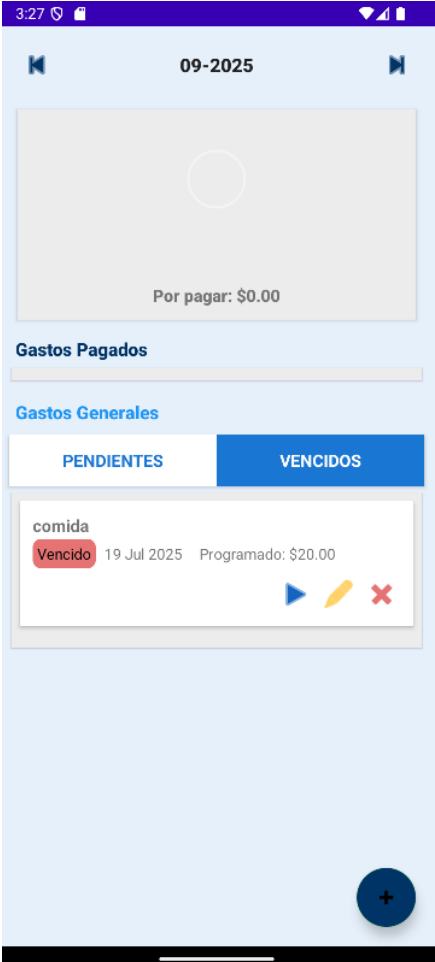 3:27
09-2025
Por pagar: $0.00
Gastos Pagados
Gastos Generales
PENDIENTES VENCIDOS
comida
Vencido 19 Jul 2025 Programado: $20.00
+